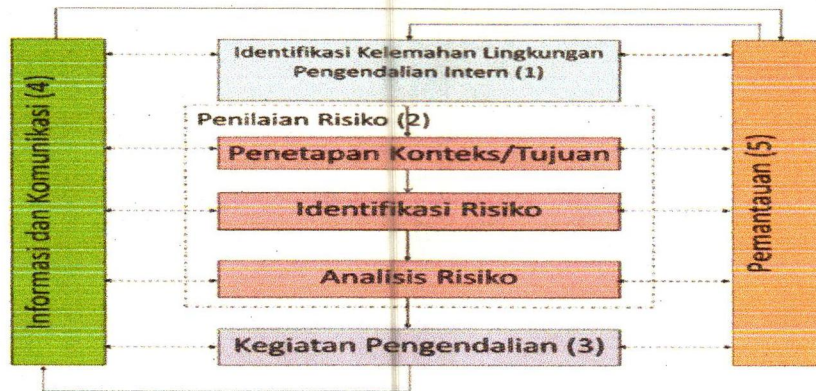 Identifikasi Kelemahan Lingkungan
Pengendalian Intern (1)
Penilaian Risiko (2)
Penetapan Konteks/Tujuan
Identifikasi Risiko
Analisis Risiko
Kegiatan Pengendalian (3)
Informasi dan Komunikasi (4)
Pemantauan (5)